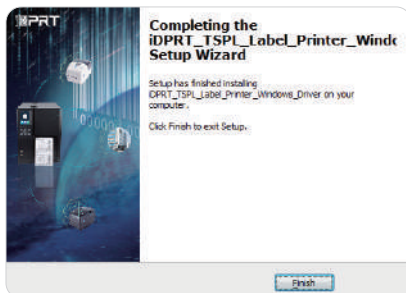 iDPRT
Completing the
iDPRT_TSPL_Label_Printer_Windo
Setup Wizard
Setup has finished installing
iDPRT_TSPL_Label_Printer_Windows_Driver on your
computer.
Click Finish to exit Setup.
Finish